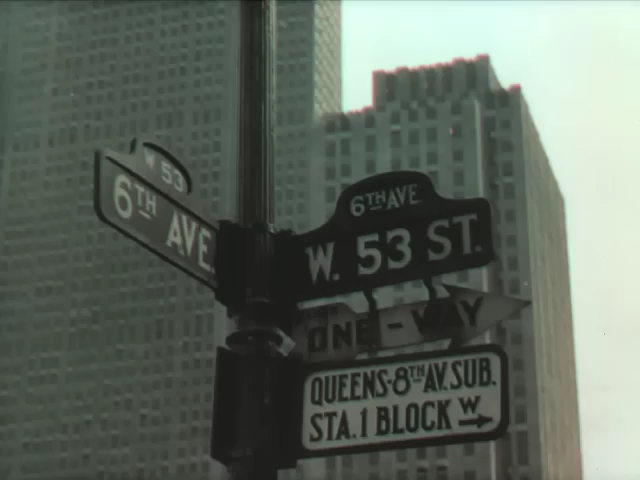 W 53
6TH AVE.
6TH AVE
W. 53 ST.
ONE-WAY
QUEENS-8TH AV. SUB.
STA. 1 BLOCK W